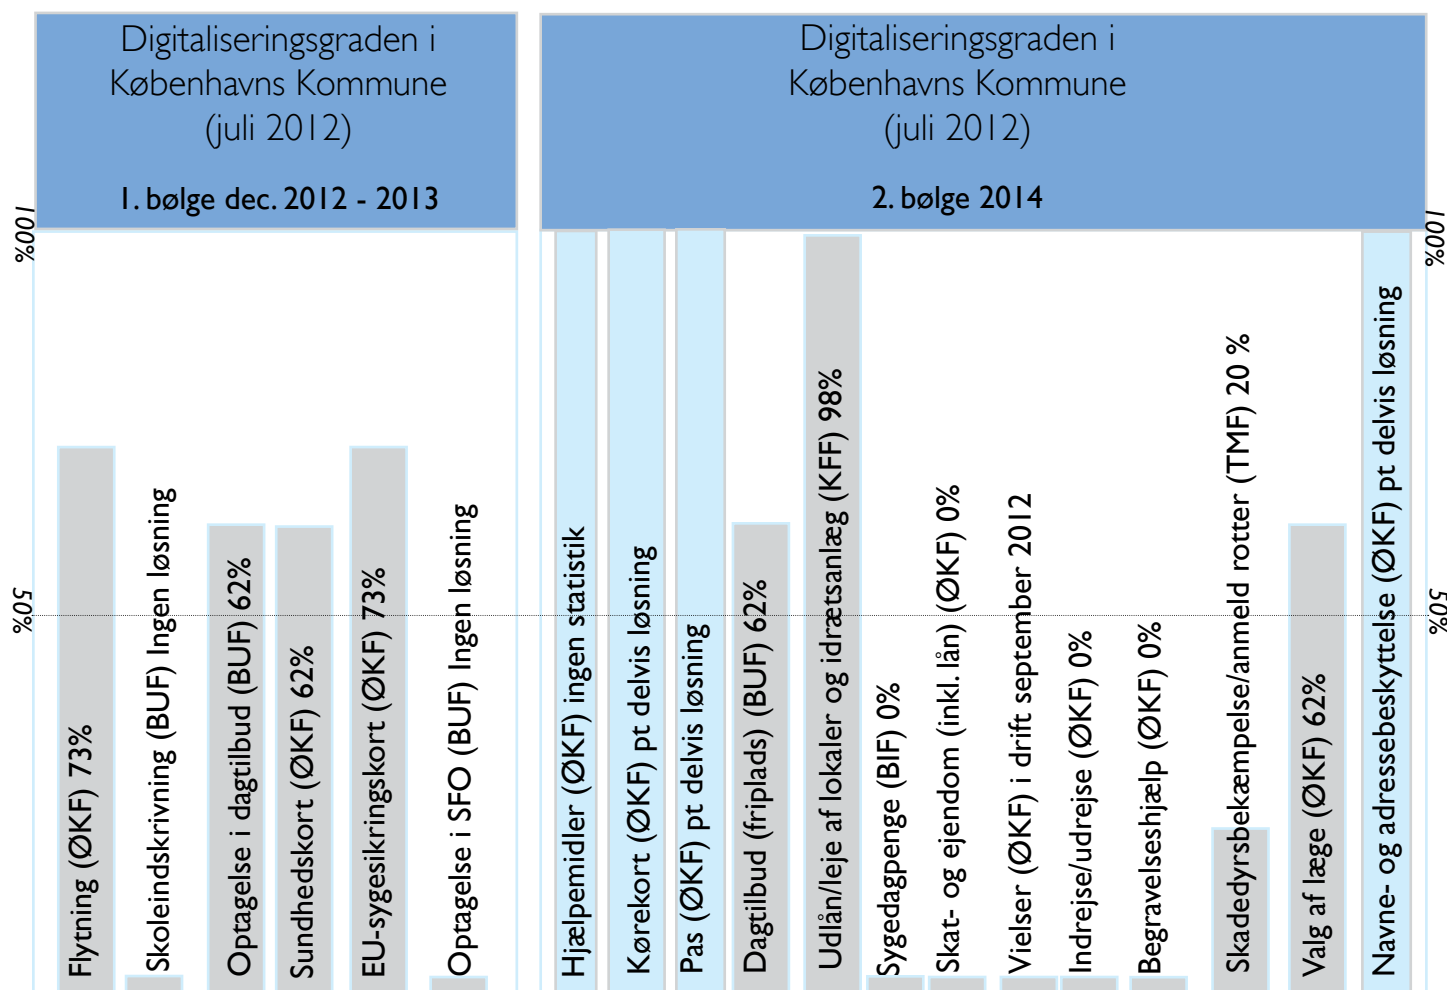 Digitaliseringsgraden i
Københavns Kommune
(juli 2012)
1. bølge dec. 2012 - 2013
Digitaliseringsgraden i
Københavns Kommune
(juli 2012)
2. bølge 2014
100%
50%
Flytning (ØKF) 73%
Skoleindskrivning (BUF) Ingen løsning
Optagelse i dagtilbud (BUF) 62%
Sundhedskort (ØKF) 62%
EU-sygesikringskort (ØKF) 73%
Optagelse i SFO (BUF) Ingen løsning
Hjælpemidler (ØKF) ingen statistik
Kørekort (ØKF) pt delvis løsning
Pas (ØKF) pt delvis løsning
Dagtilbud (friplads) (BUF) 62%
Udlån/leje af lokaler og idrætsanlæg (KFF) 98%
Sygedagpenge (BIF) 0%
Skat- og ejendom (inkl. lån) (ØKF) 0%
Vielser (ØKF) i drift september 2012
Indrejse/udrejse (ØKF) 0%
Begravelseshjælp (ØKF) 0%
Skadedyrsbekæmpelse/anmeld rotter (TMF) 20 %
Valg af læge (ØKF) 62%
Navne- og adressebeskyttelse (ØKF) pt delvis løsning
100%
50%